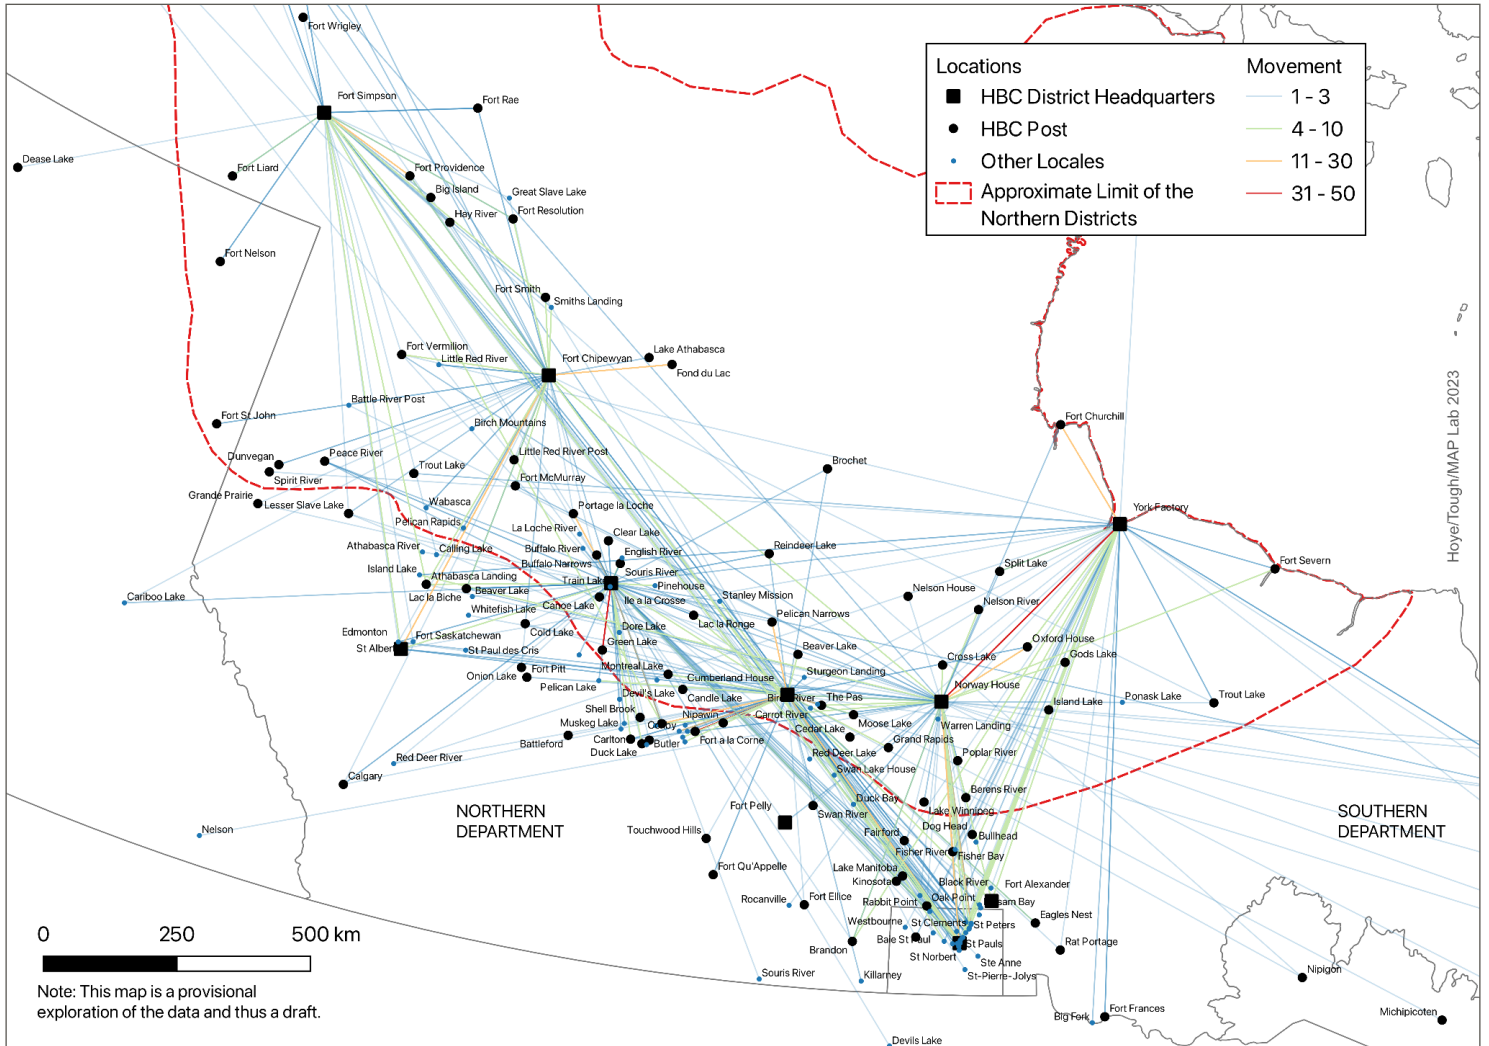 Fort Wrigley
Locations
Movement
HBC District Headquarters
1 - 3
HBC Post
4 - 10
Other Locales
11 - 30
Approximate Limit of the
Northern Districts
31 - 50
Fort Simpson
Fort Rae
Dease Lake
Fort Liard
Fort Providence
Big Island
Great Slave Lake
Hay River
Fort Resolution
Fort Nelson
Fort Smith
Smiths Landing
Fort Vermilion
Little Red River
Fort Chipewyan
Lake Athabasca
Fond du Lac
Battle River Post
Fort St John
Birch Mountains
Fort Churchill
Dunvegan
Peace River
Spirit River
Trout Lake
Little Red River Post
Fort McMurray
Brochet
Grande Prairie
Lesser Slave Lake
Wabasca
Portage la Loche
Pelican Rapids
La Loche River
Clear Lake
York Factory
Athabasca River
Calling Lake
Buffalo River
English River
Buffalo Narrows
Reindeer Lake
Island Lake
Athabasca Landing
Train Lake
Souris River
Pinehouse
Split Lake
Fort Severn
Lac la Biche
Beaver Lake
Canoe Lake
Ile a la Crosse
Stanley Mission
Nelson House
Nelson River
Cariboo Lake
Whitefish Lake
Lac la Ronge
Pelican Narrows
Edmonton
Fort Saskatchewan
Cold Lake
Dore Lake
Green Lake
St Albert
St Paul des Cris
Beaver Lake
Oxford House
Gods Lake
Cross Lake
Onion Lake
Fort Pitt
Montreal Lake
Cumberland House
Sturgeon Landing
Norway House
Pelican Lake
Devil's Lake
Candle Lake
Birch River
The Pas
Island Lake
Ponask Lake
Trout Lake
Shell Brook
Nipawin
Carrot River
Moose Lake
Warren Landing
Muskeg Lake
Cedar Lake
Battleford
Carlton
Butler
Fort a la Corne
Grand Rapids
Duck Lake
Red Deer Lake
Poplar River
Red Deer River
Swan Lake House
Calgary
Duck Bay
Berens River
NORTHERN
DEPARTMENT
Fort Pelly
Swan River
Lake Winnipeg
SOUTHERN
DEPARTMENT
Nelson
Touchwood Hills
Fairford
Dog Head
Bullhead
Fisher River
Fisher Bay
Fort Qu'Appelle
Lake Manitoba
Kinosota
Black River
Fort Alexander
Rocanville
Fort Ellice
Rabbit Point
Oak Point
Westbourne
St Clements
St Peters
Eagles Nest
Baie St Paul
St Pauls
Rat Portage
Brandon
St Norbert
Ste Anne
St-Pierre-Jolys
Souris River
Killarney
Nipigon
Big Fork
Fort Frances
Michipicoten
Devils Lake
0 250 500 km
Note: This map is a provisional
exploration of the data and thus a draft.
Hoye/Tough/MAP Lab 2023